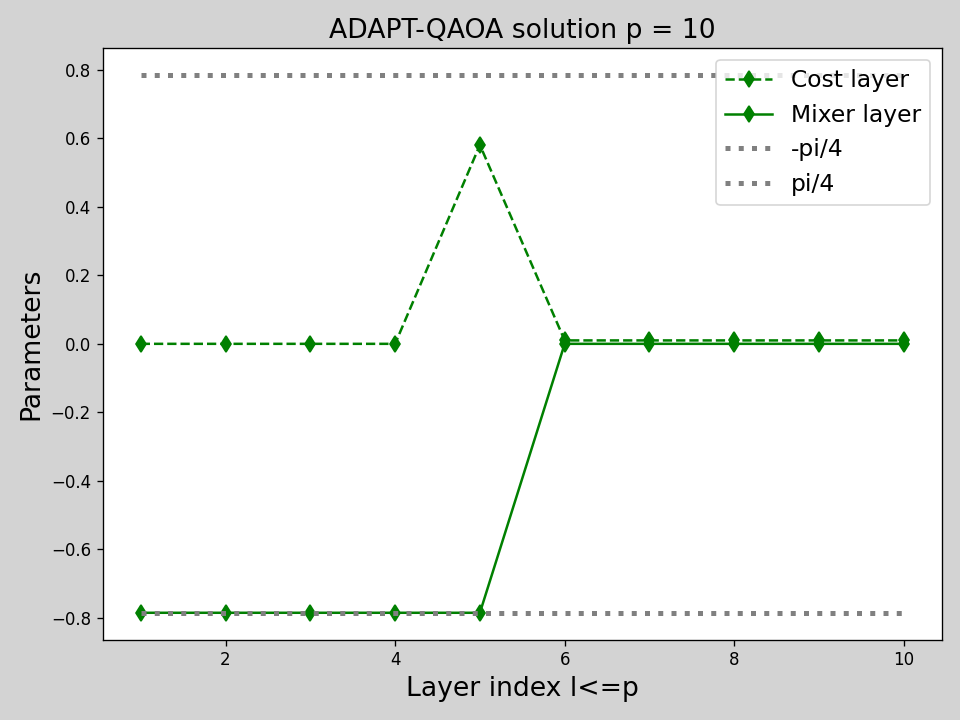 ADAPT-QAOA solution p = 10
Cost layer
Mixer layer
-pi/4
pi/4
Parameters
0.8
0.6
0.4
0.2
0.0
−0.2
−0.4
−0.6
−0.8
2 4 6 8 10
Layer index l<=p